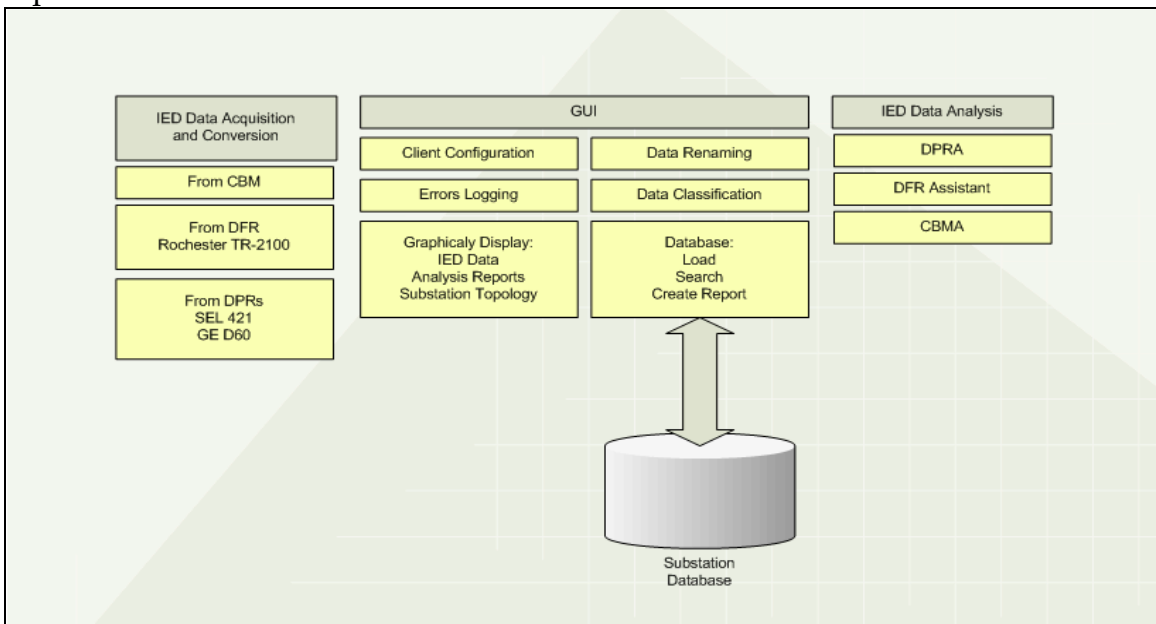 IED Data Acquisition
and Conversion
From CBM
From DFR
Rochester TR-2100
From DPRs
SEL 421
GE D60
GUI
Client Configuration
Data Renaming
Errors Logging
Data Classification
Graphicaly Display:
IED Data
Analysis Reports
Substation Topology
Database:
Load
Search
Create Report
IED Data Analysis
DPRA
DFR Assistant
CBMA
Substation
Database